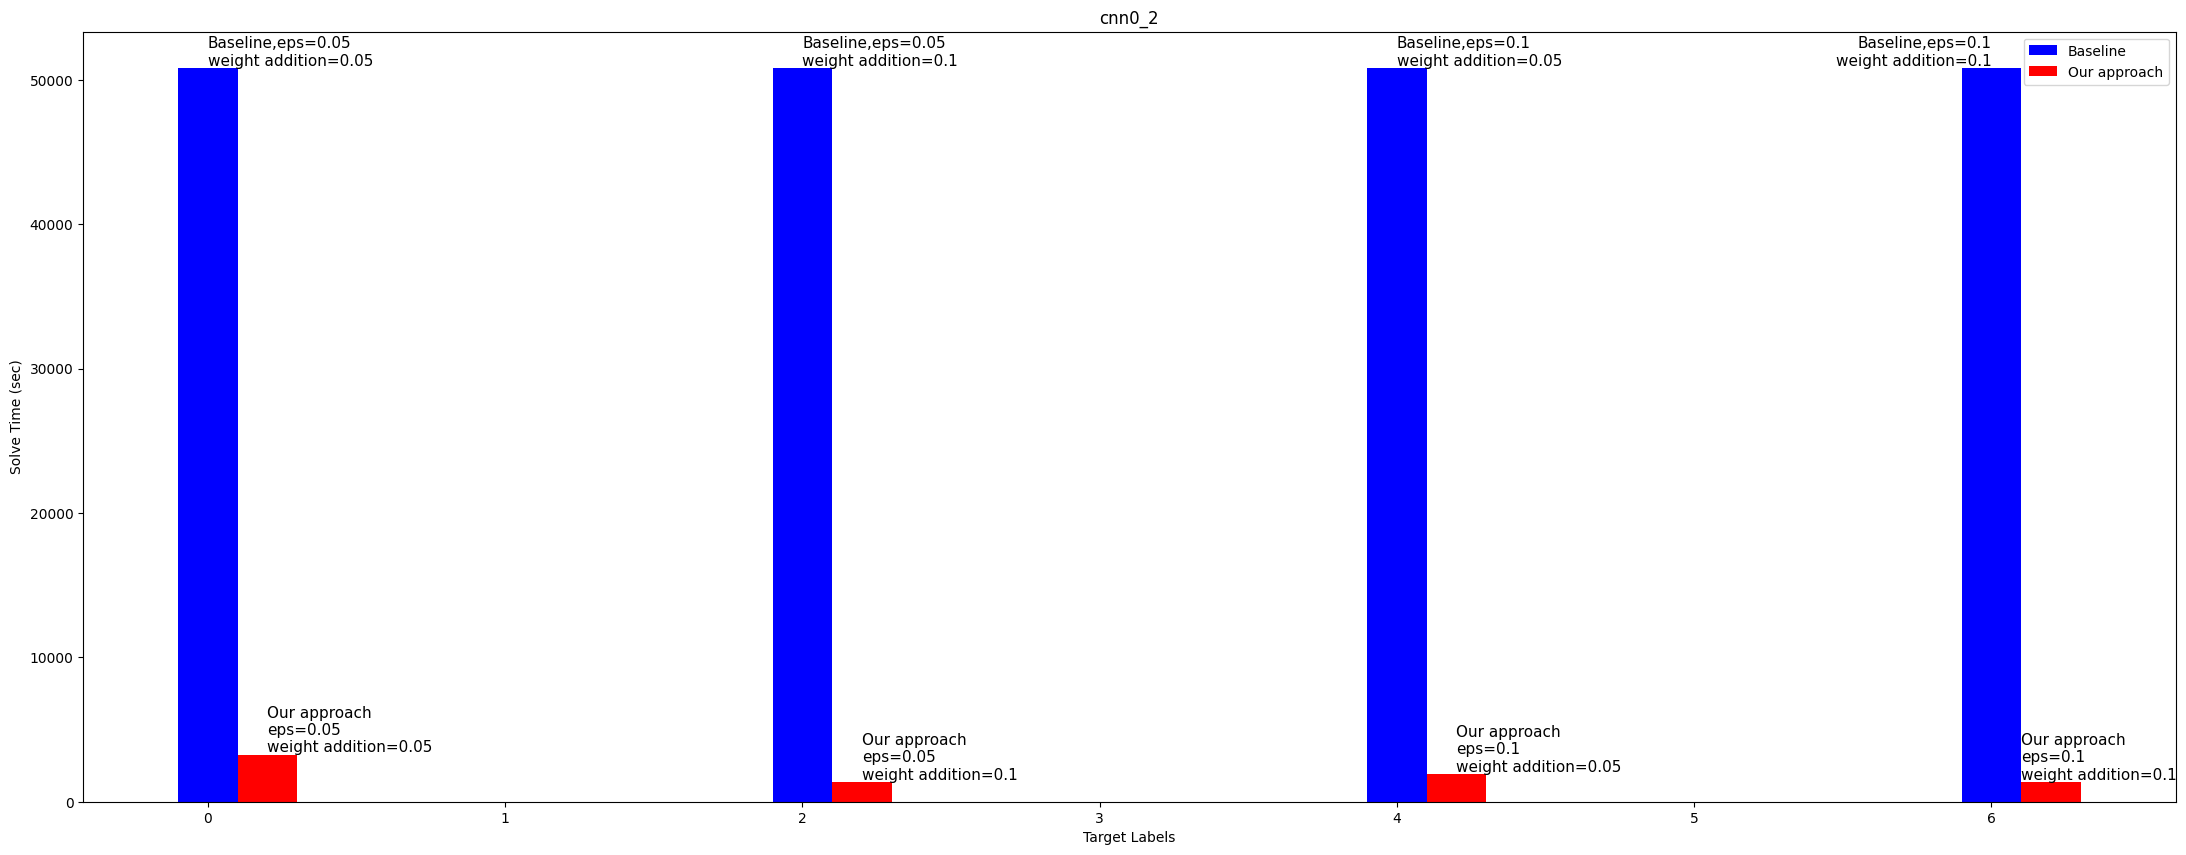 cnn0_2
Baseline,eps=0.05
weight addition=0.05
Baseline,eps=0.05
weight addition=0.1
Baseline,eps=0.1
weight addition=0.05
Baseline,eps=0.1
weight addition=0.1
Baseline
Our approach
50000
40000
30000
20000
10000
0
Solve Time (sec)
Our approach
eps=0.05
weight addition=0.05
Our approach
eps=0.05
weight addition=0.1
Our approach
eps=0.1
weight addition=0.05
Our approach
eps=0.1
weight addition=0.1
0
1
2
3
4
5
6
Target Labels